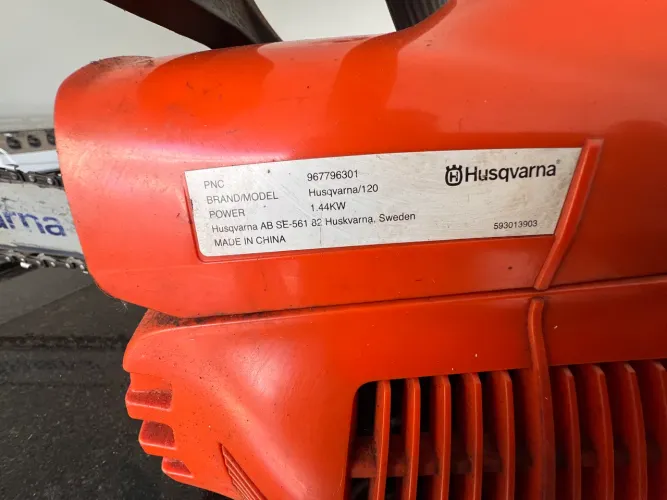 PNC 967796301
Husqvarna
BRAND/MODEL Husqvarna/120
POWER 1.44KW
Husqvarna AB SE-561 82 Huskvarna, Sweden
593013903
MADE IN CHINA
arna